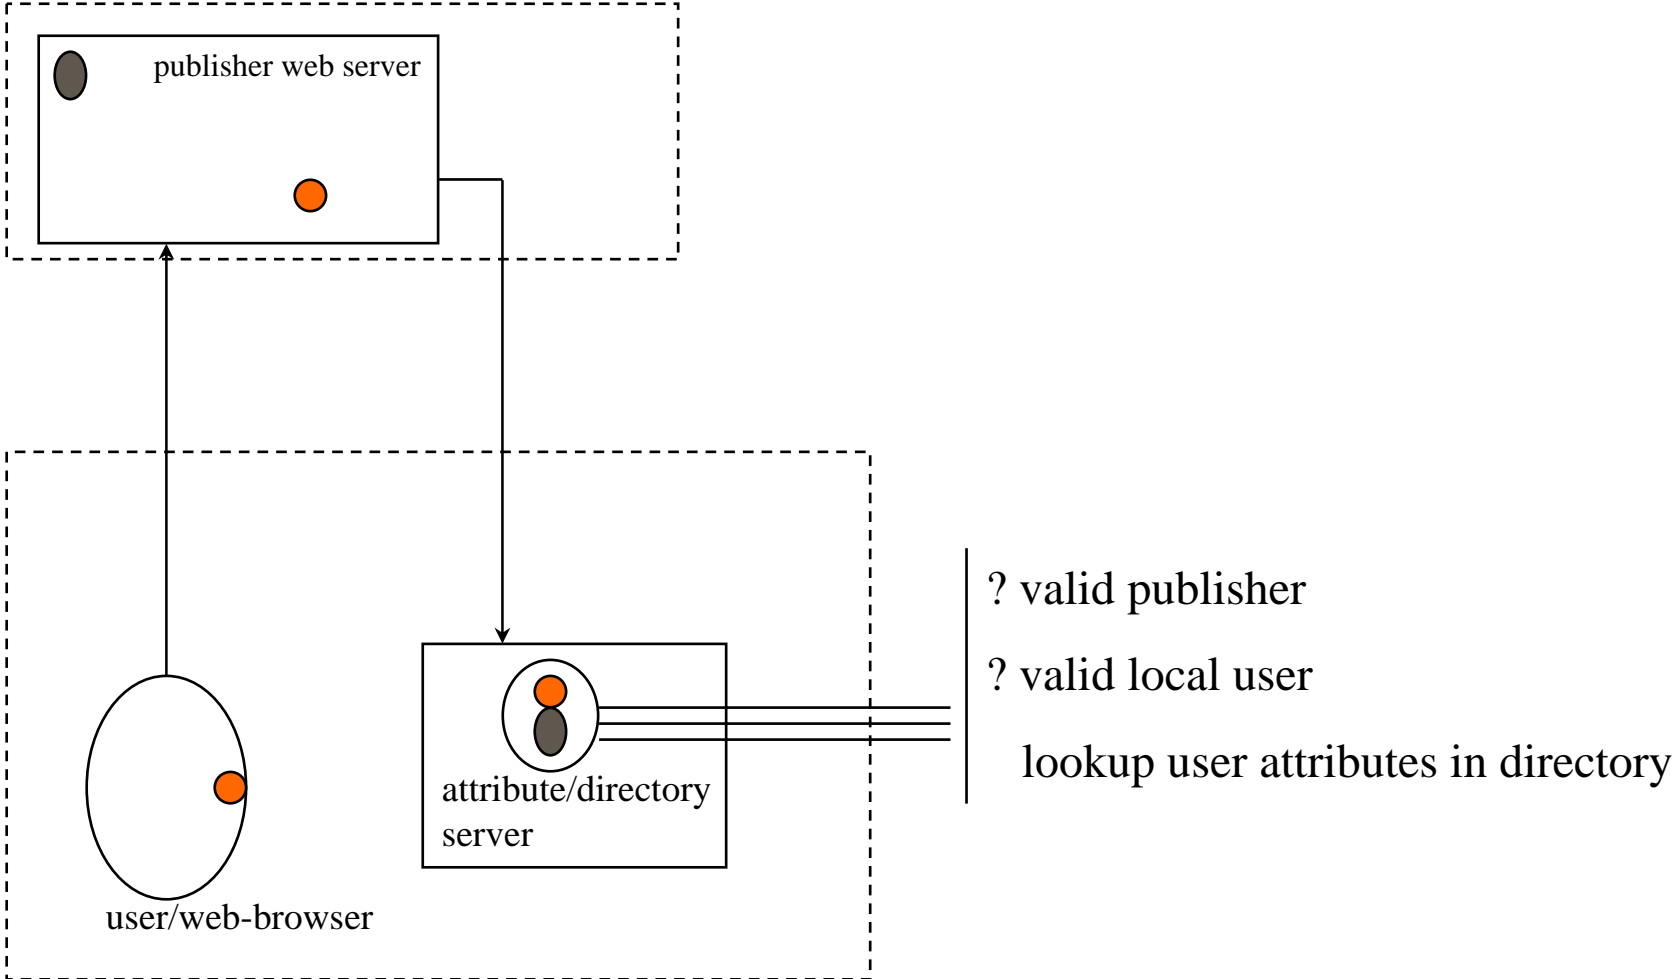 publisher web server
? valid publisher
? valid local user
lookup user attributes in directory
attribute/directory
server
user/web-browser